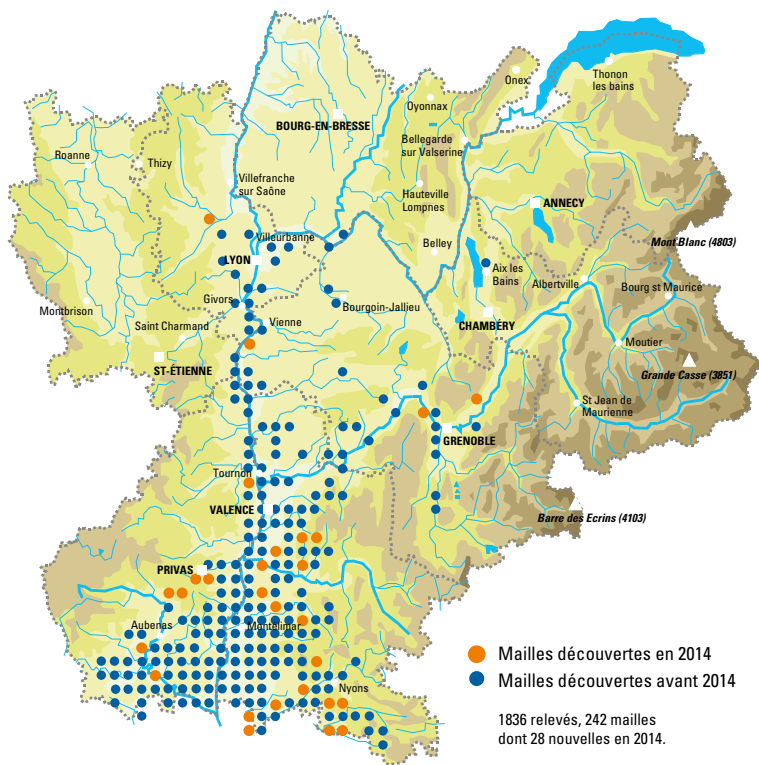 Onex
Thonon
les bains
Oyonnax
BOURG-EN-BRESSE
Bellegarde
sur Valserine
Roanne
Thizy
Villefranche
sur Saône
Hauteville
Lompnes
ANNECY
Villeurbanne
Belley
Mont Blanc (4803)
LYON
Aix les
Bains
Albertville
Bourg st Maurice
Givors
Bourgoin-Jallieu
Montbrison
Saint Charmand
Vienne
CHAMBÉRY
Moutier
ST-ÉTIENNE
Grande Casse (3851)
St Jean de
Maurienne
GRENOBLE
Tournon
VALENCE
Barre des Ecrins (4103)
PRIVAS
Aubenas
Montélimar
Nyons
Mailles découvertes en 2014
Mailles découvertes avant 2014
1836 relevés, 242 mailles
dont 28 nouvelles en 2014.